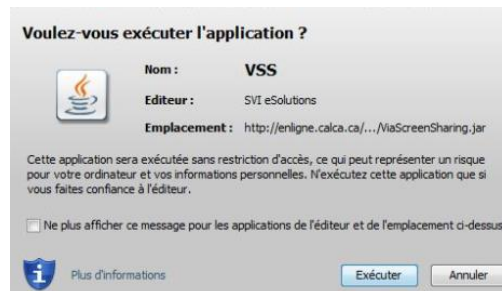 Voulez-vous exécuter l'application ?
Nom : VSS
Editeur : SVI eSolutions
Emplacement : http://enligne.calca.ca/.../ViaScreenSharing.jar
Cette application sera exécutée sans restriction d'accès, ce qui peut représenter un risque
pour votre ordinateur et vos informations personnelles. N'exécutez cette application que si
vous faites confiance à l'éditeur.
Ne plus afficher ce message pour les applications de l'éditeur et de l'emplacement ci-dessus
Plus d'informations
Exécuter
Annuler